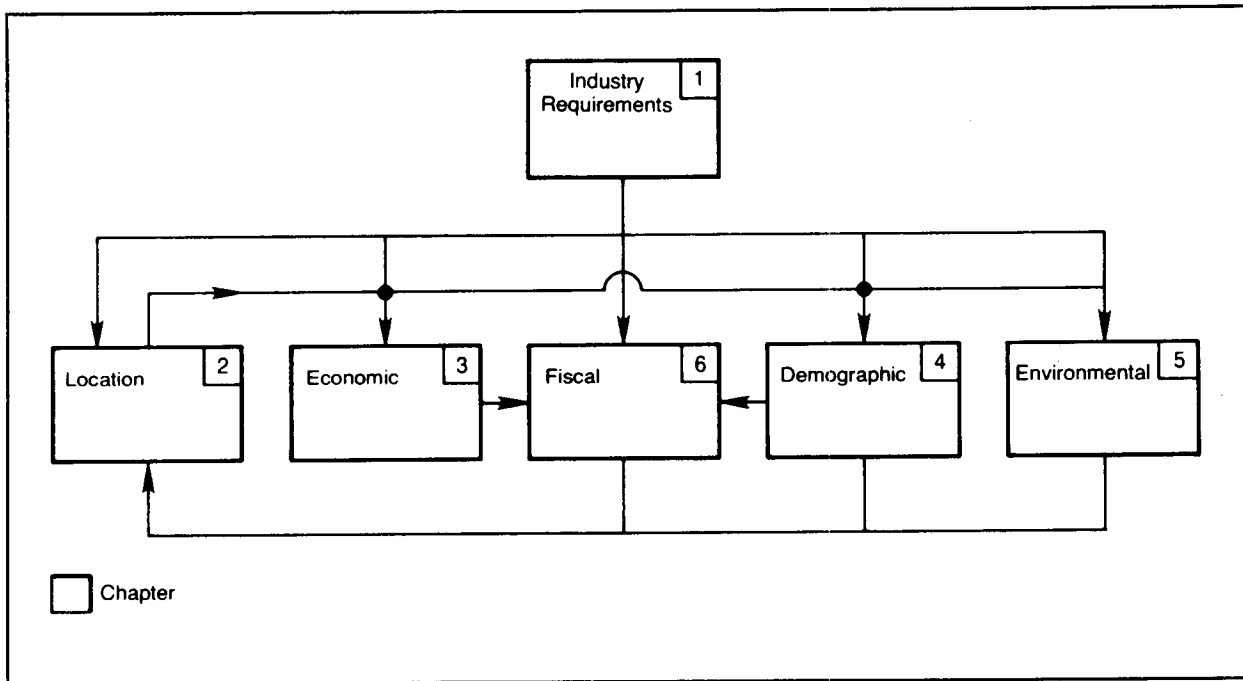 1
Industry
Requirements
2
Location
3
Economic
6
Fiscal
4
Demographic
5
Environmental
Chapter